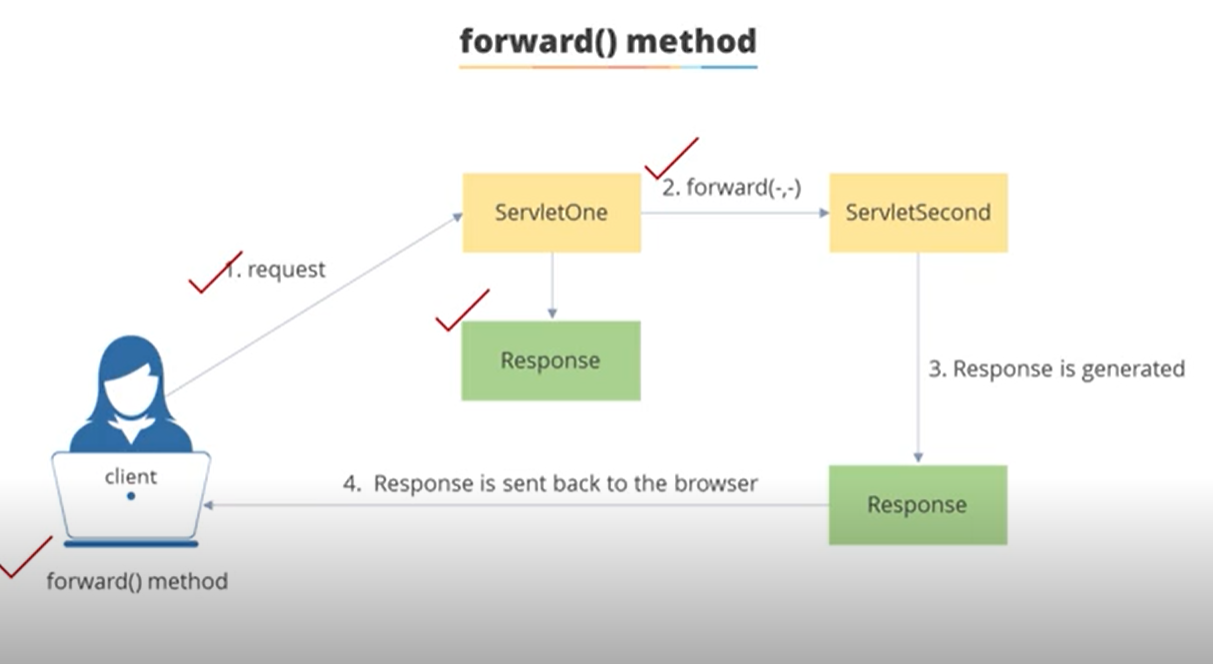 forward() method
2. forward(-,-)
ServletOne
ServletSecond
1. request
Response
3. Response is generated
client
4. Response is sent back to the browser
Response
forward() method